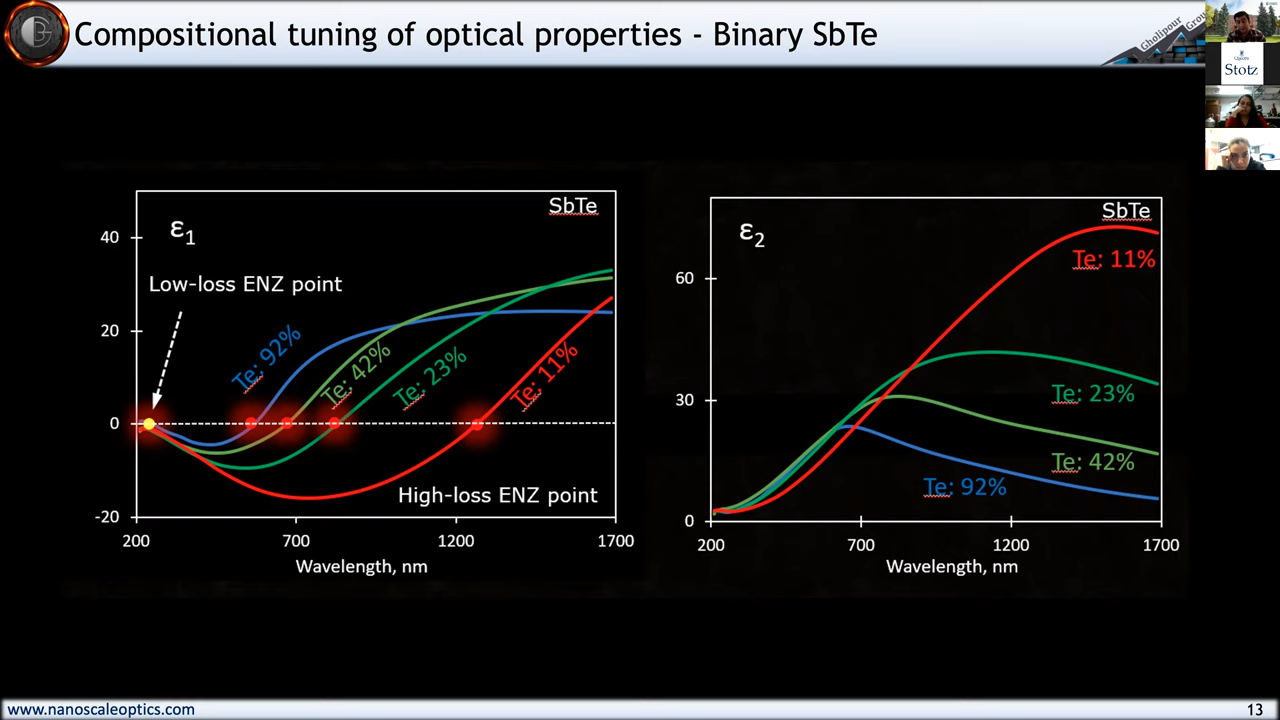 Compositional tuning of optical properties - Binary SbTe
Gholipour Grou
Stotz
SbTe
ε1
40
Low-loss ENZ point
20
Te: 92%
Te: 42%
Te: 23%
Te: 11%
0
High-loss ENZ point
-20
200
700
1200
1700
Wavelength, nm
SbTe
ε2
Te: 11%
60
Te: 23%
30
Te: 42%
Te: 92%
0
200
700
1200
1700
Wavelength, nm
www.nanoscaleoptics.com
13